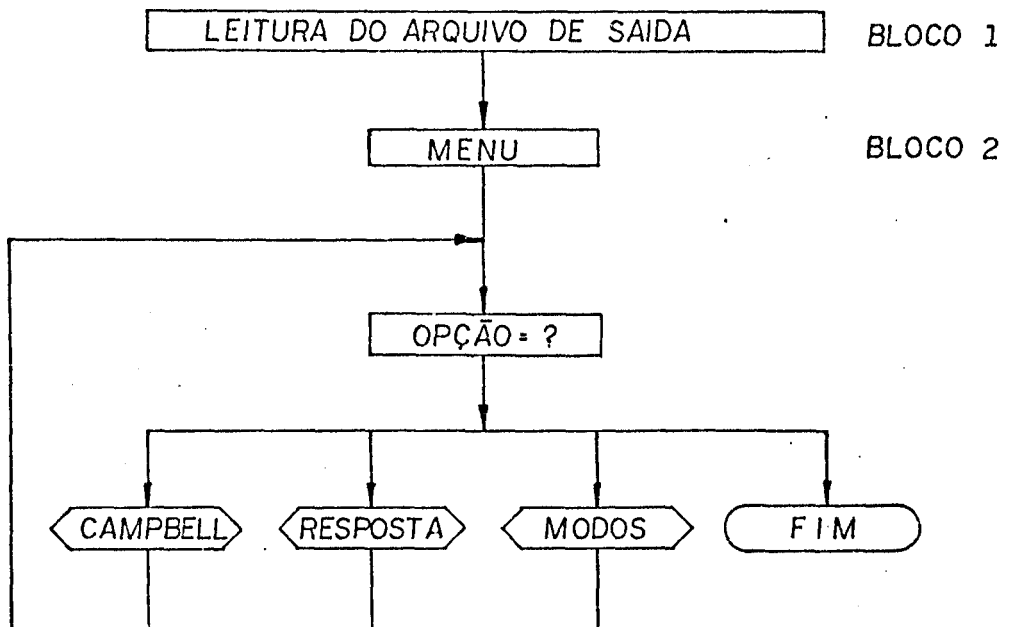 LEITURA DO ARQUIVO DE SAIDA
BLOCO 1
MENU
BLOCO 2
OPÇÃO = ?
CAMPBELL
RESPOSTA
MODOS
FIM